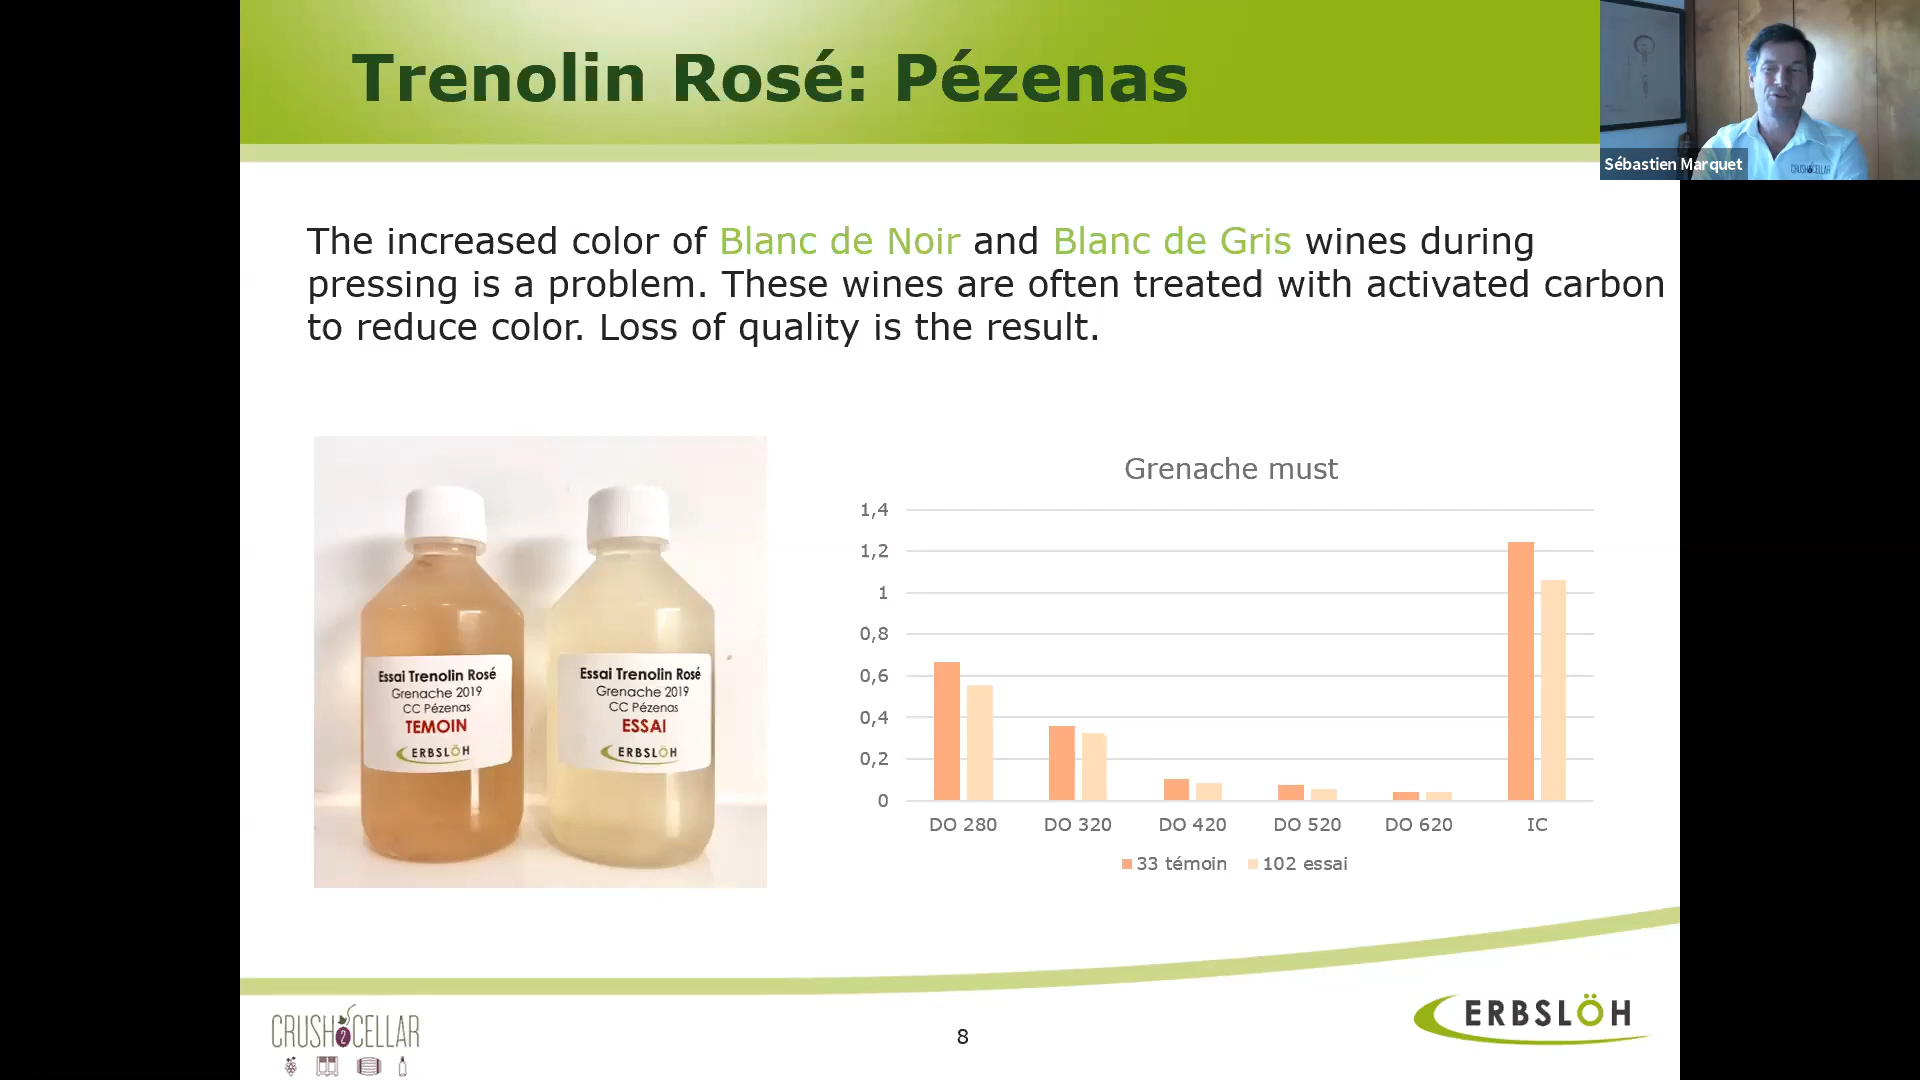 Trenolin Rosé: Pézenas
Sébastien Marquet
CRUSH2CELLAR
The increased color of Blanc de Noir and Blanc de Gris wines during
pressing is a problem. These wines are often treated with activated carbon
to reduce color. Loss of quality is the result.
Essai Trenolin Rosé
Grenache 2019
CC Pézenas
TEMOIN
ERBSLÖH
Essai Trenolin Rosé
Grenache 2019
CC Pézenas
ESSAI
ERBSLÖH
Grenache must
1,4
1,2
1
0,8
0,6
0,4
0,2
0
DO 280 DO 320 DO 420 DO 520 DO 620 IC
33 témoin 102 essai
CRUSH2CELLAR
8
ERBSLÖH